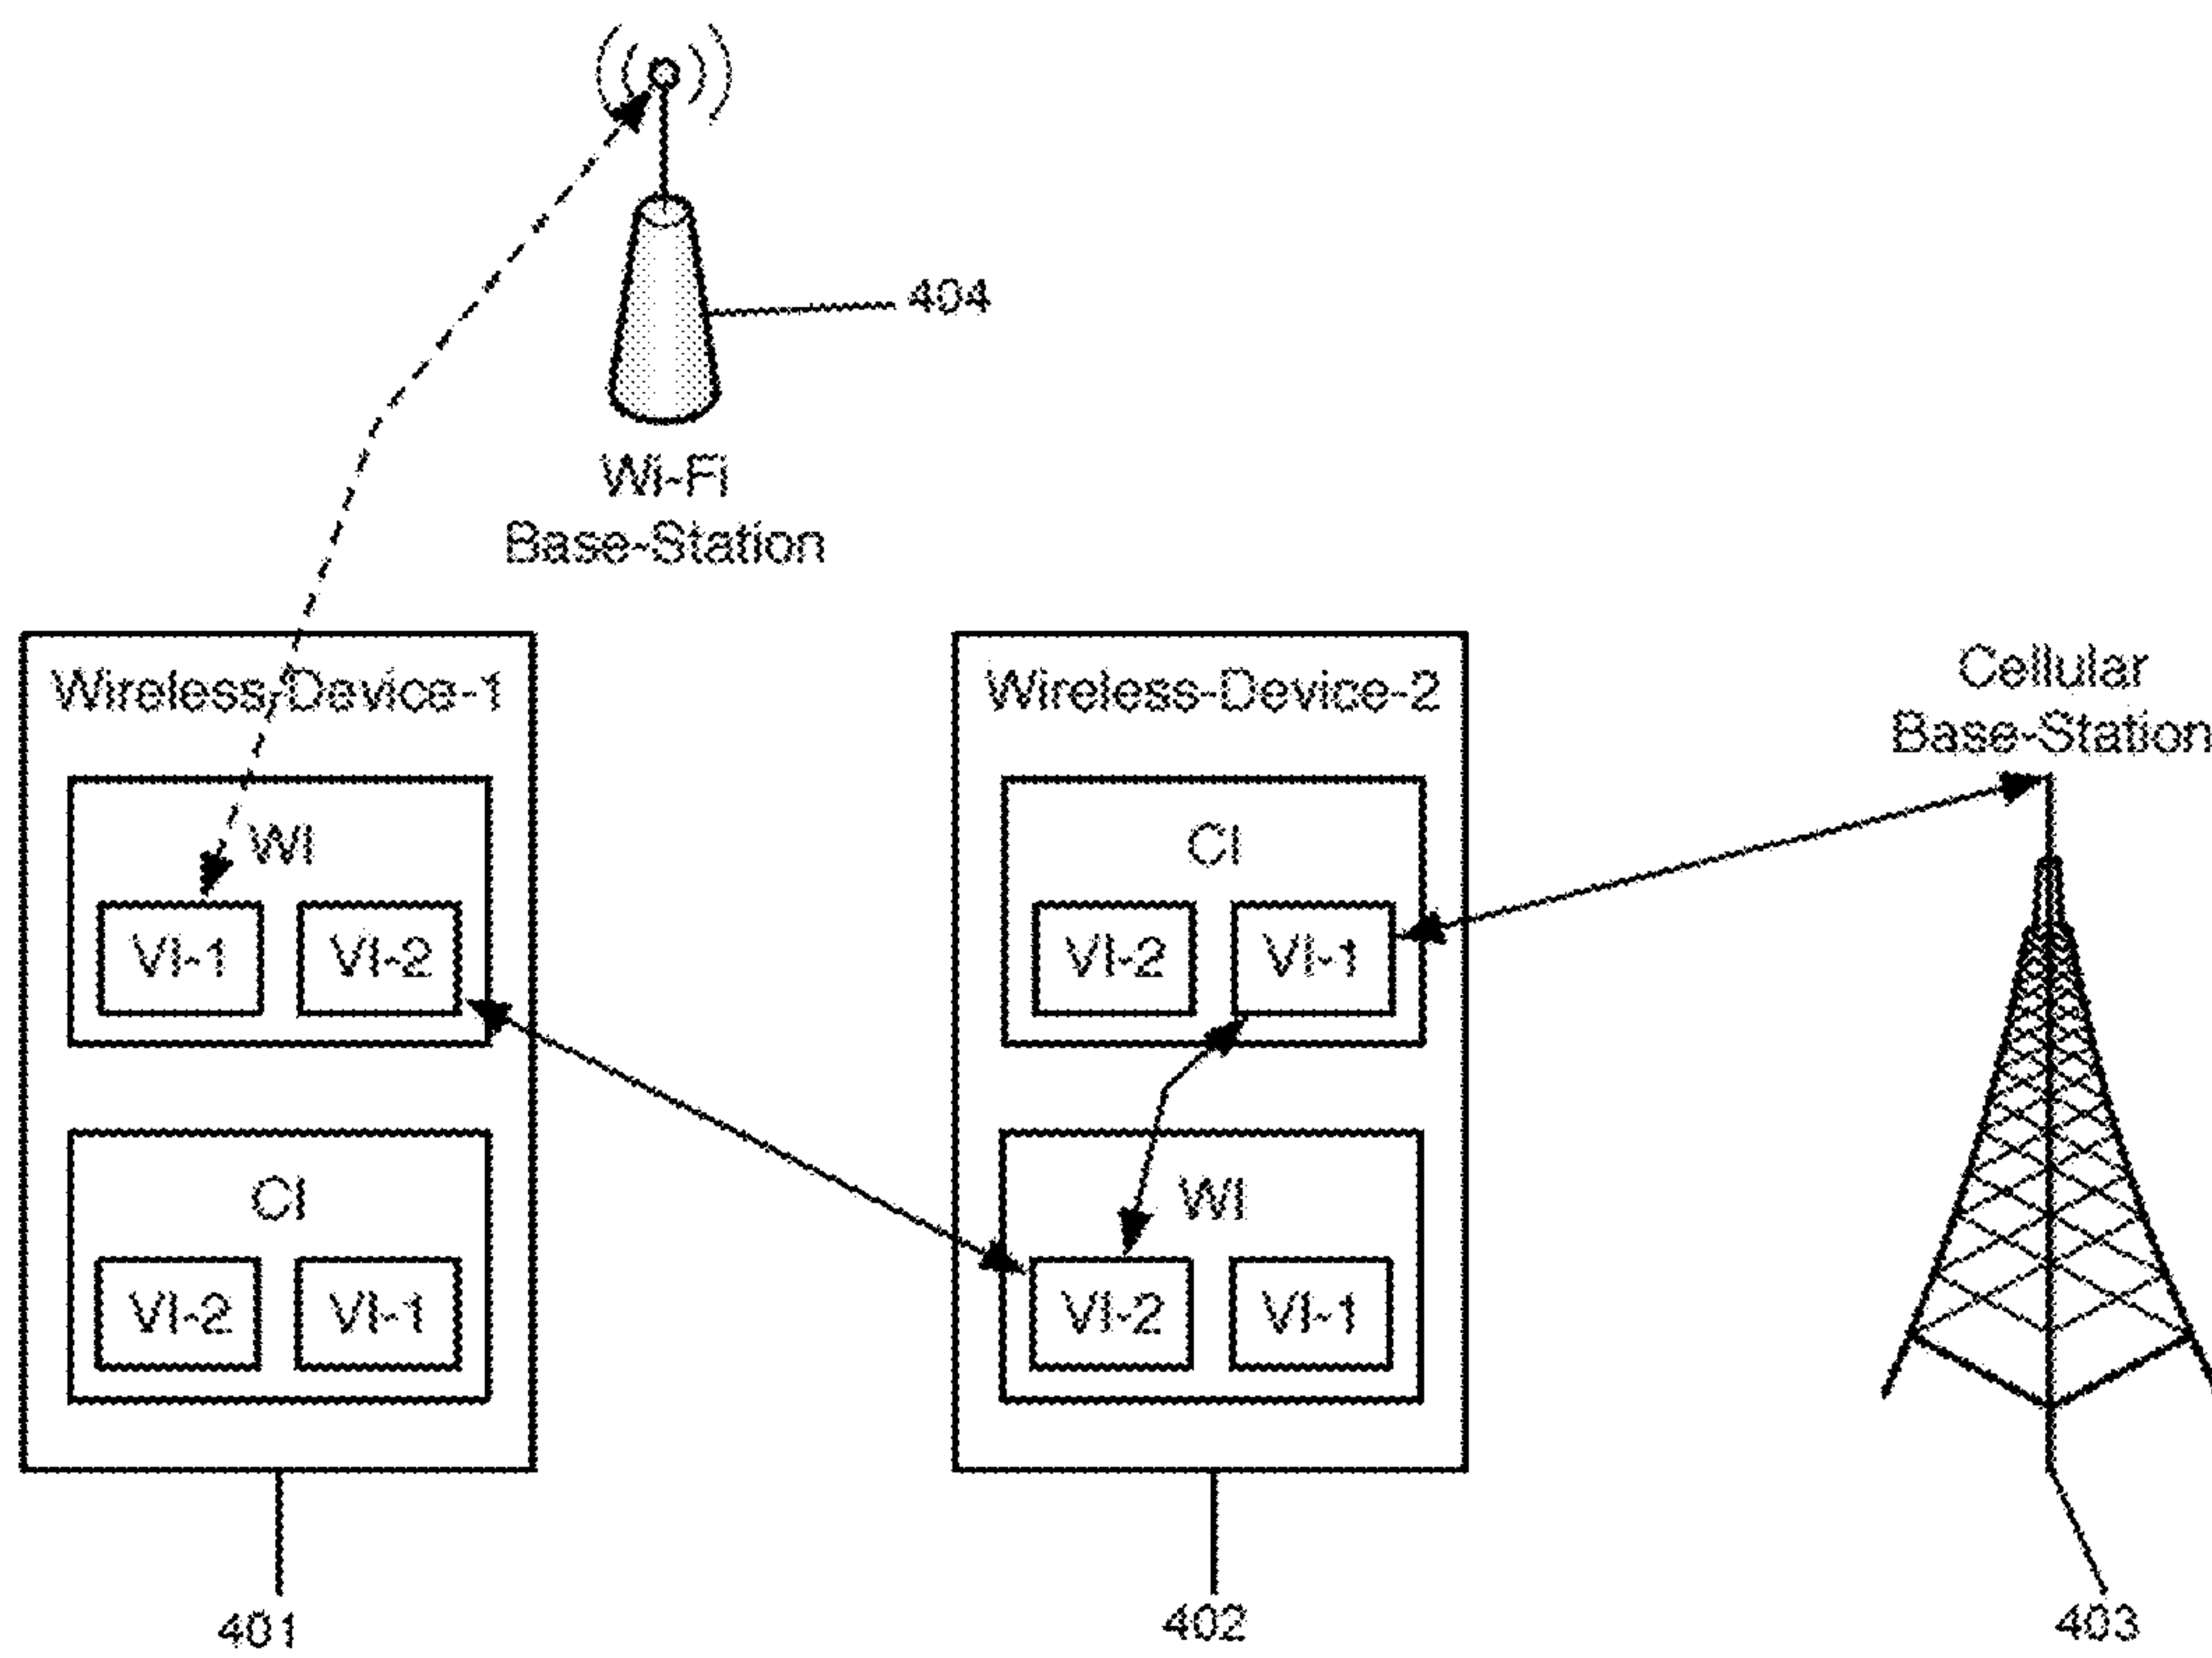 404
Wi-Fi
Base-Station
Wireless-Device-1
WI
VI-1 VI-2
CI
VI-2 VI-1
401
Wireless-Device-2
CI
VI-2 VI-1
WI
VI-2 VI-1
402
Cellular
Base-Station
403